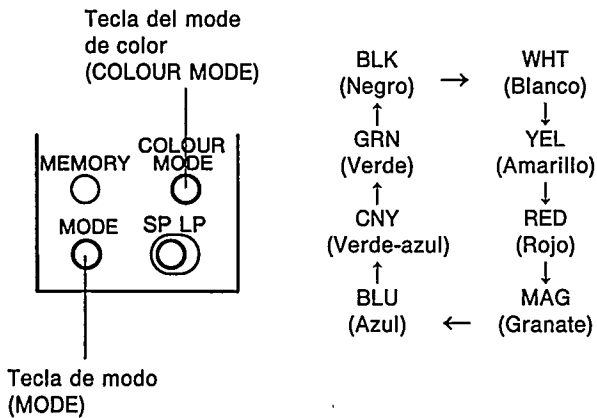 Tecla del mode
de color
(COLOUR MODE)
MEMORY
COLOUR
MODE
MODE
SP LP
Tecla de modo
(MODE)
BLK
(Negro)
→
WHT
(Blanco)
↑
↓
GRN
(Verde)
YEL
(Amarillo)
↑
↓
CNY
(Verde-azul)
RED
(Rojo)
↑
↓
BLU
(Azul)
←
MAG
(Granate)